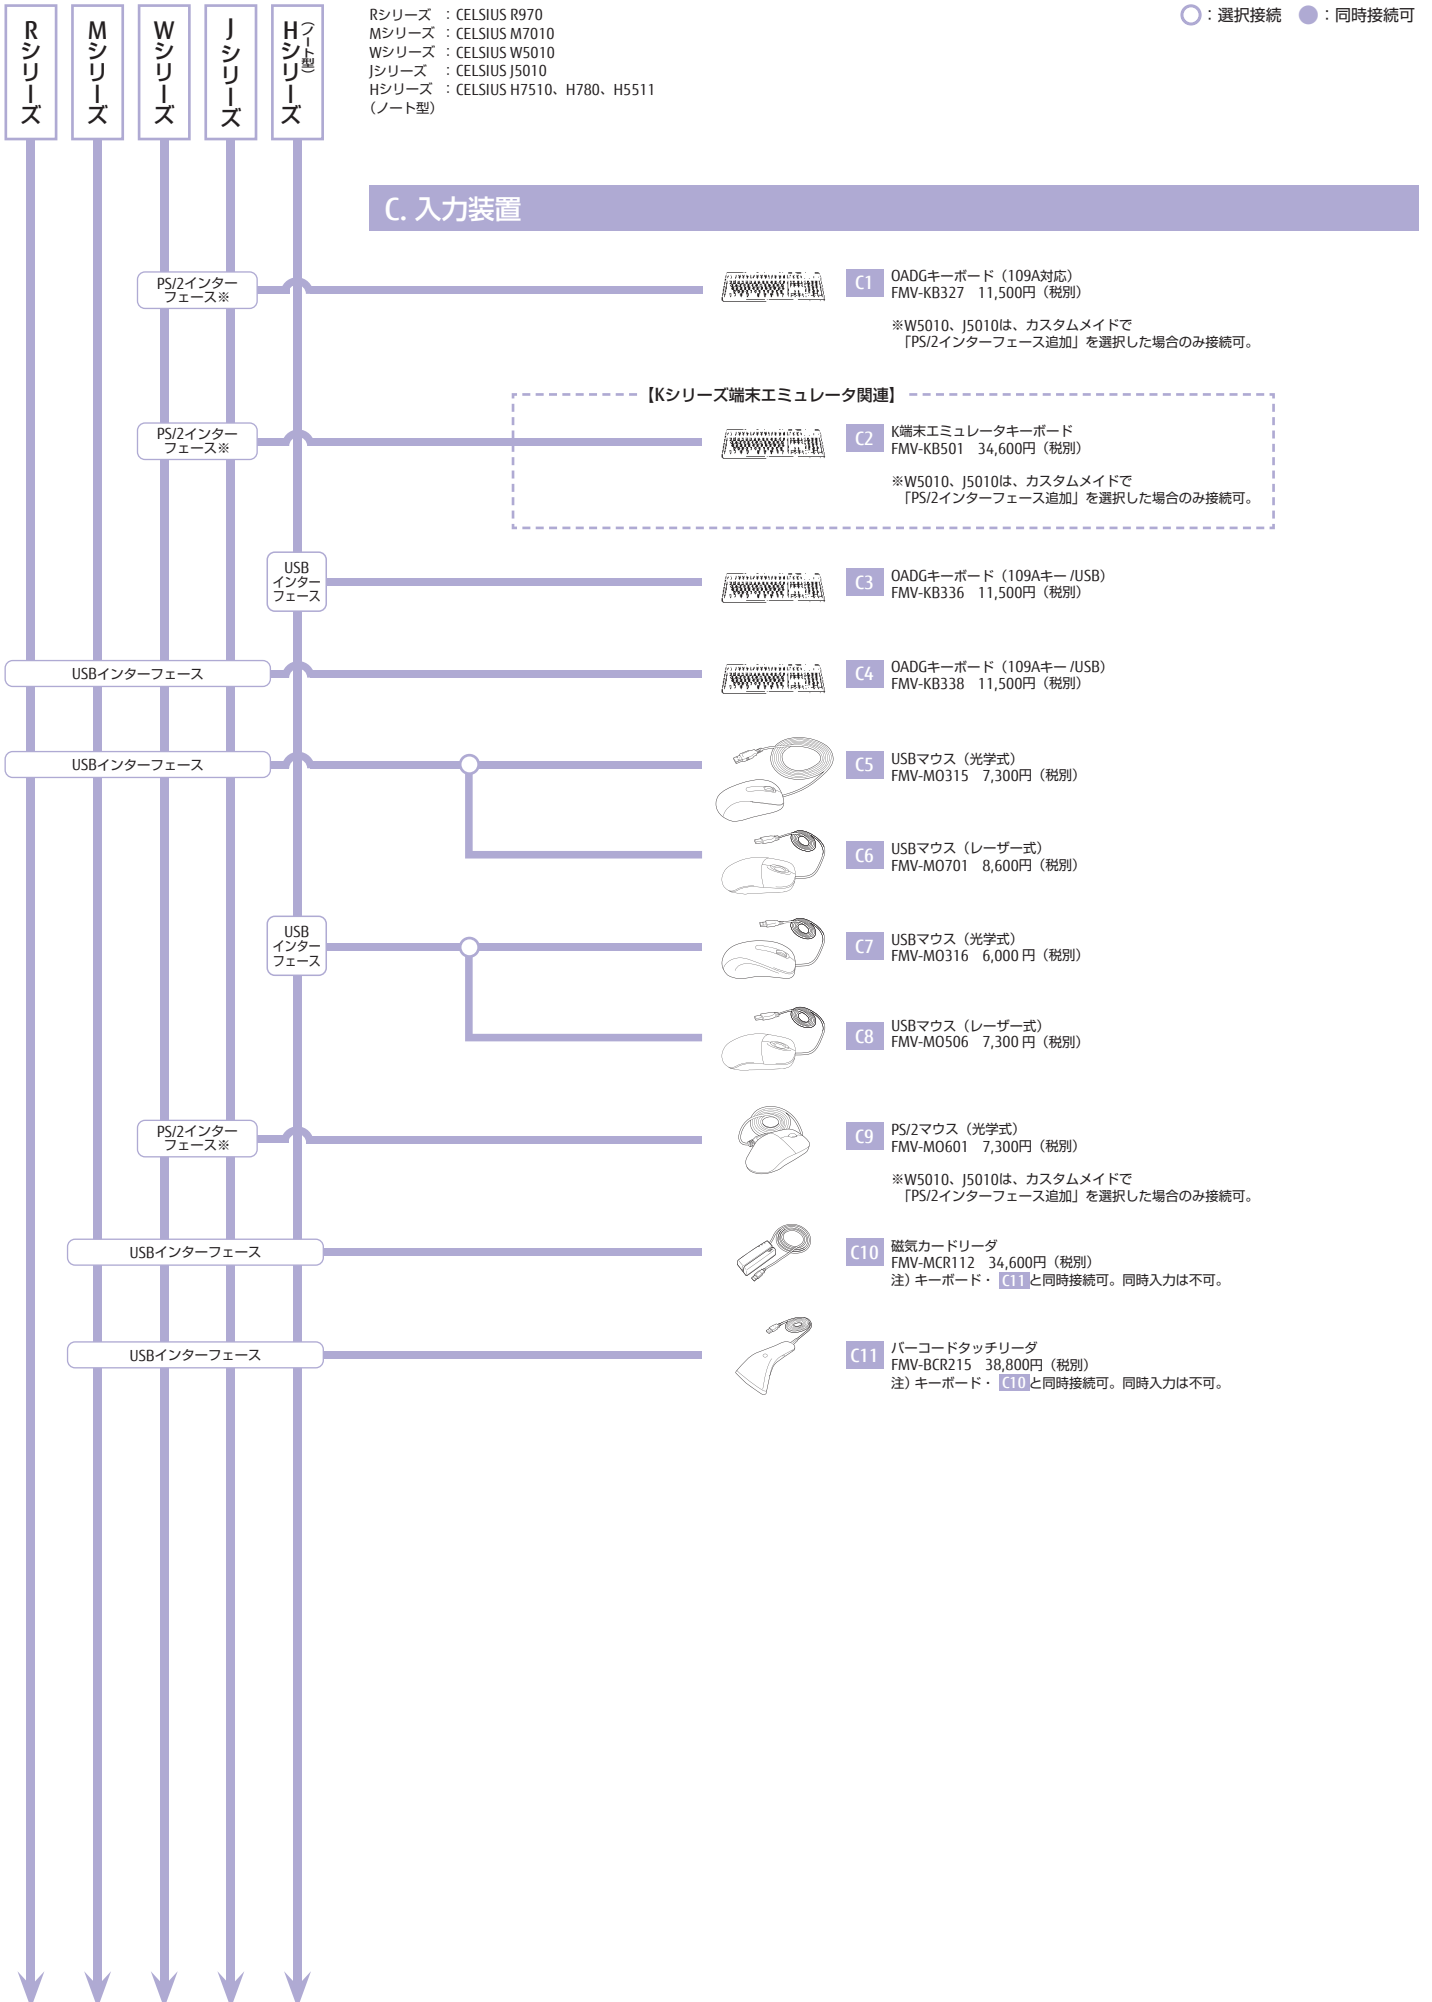 Rシリーズ
Mシリーズ
Wシリーズ
Jシリーズ
Hシリーズ（ノート型）
Rシリーズ ：CELSIUS R970
Mシリーズ ：CELSIUS M7010
Wシリーズ ：CELSIUS W5010
Jシリーズ ：CELSIUS J5010
Hシリーズ ：CELSIUS H7510、H780、H5511
（ノート型）
：選択接続 ：同時接続可
C. 入力装置
PS/2インター
フェース※
C1 OADGキーボード（109A対応）
FMV-KB327 11,500円（税別）
※W5010、J5010は、カスタムメイドで
「PS/2インターフェース追加」を選択した場合のみ接続可。
【Kシリーズ端末エミュレータ関連】
PS/2インター
フェース※
C2 K端末エミュレータキーボード
FMV-KB501 34,600円（税別）
※W5010、J5010は、カスタムメイドで
「PS/2インターフェース追加」を選択した場合のみ接続可。
USB
インター
フェース
C3 OADGキーボード（109Aキー/USB）
FMV-KB336 11,500円（税別）
USBインターフェース
C4 OADGキーボード（109Aキー/USB）
FMV-KB338 11,500円（税別）
USBインターフェース
C5 USBマウス（光学式）
FMV-MO315 7,300円（税別）
C6 USBマウス（レーザー式）
FMV-MO701 8,600円（税別）
USB
インター
フェース
C7 USBマウス（光学式）
FMV-MO316 6,000円（税別）
C8 USBマウス（レーザー式）
FMV-MO506 7,300円（税別）
PS/2インター
フェース※
C9 PS/2マウス（光学式）
FMV-MO601 7,300円（税別）
※W5010、J5010は、カスタムメイドで
「PS/2インターフェース追加」を選択した場合のみ接続可。
USBインターフェース
C10 磁気カードリーダ
FMV-MCR112 34,600円（税別）
注）キーボード・ C11 と同時接続可。同時入力は不可。
USBインターフェース
C11 バーコードタッチリーダ
FMV-BCR215 38,800円（税別）
注）キーボード・ C10 と同時接続可。同時入力は不可。